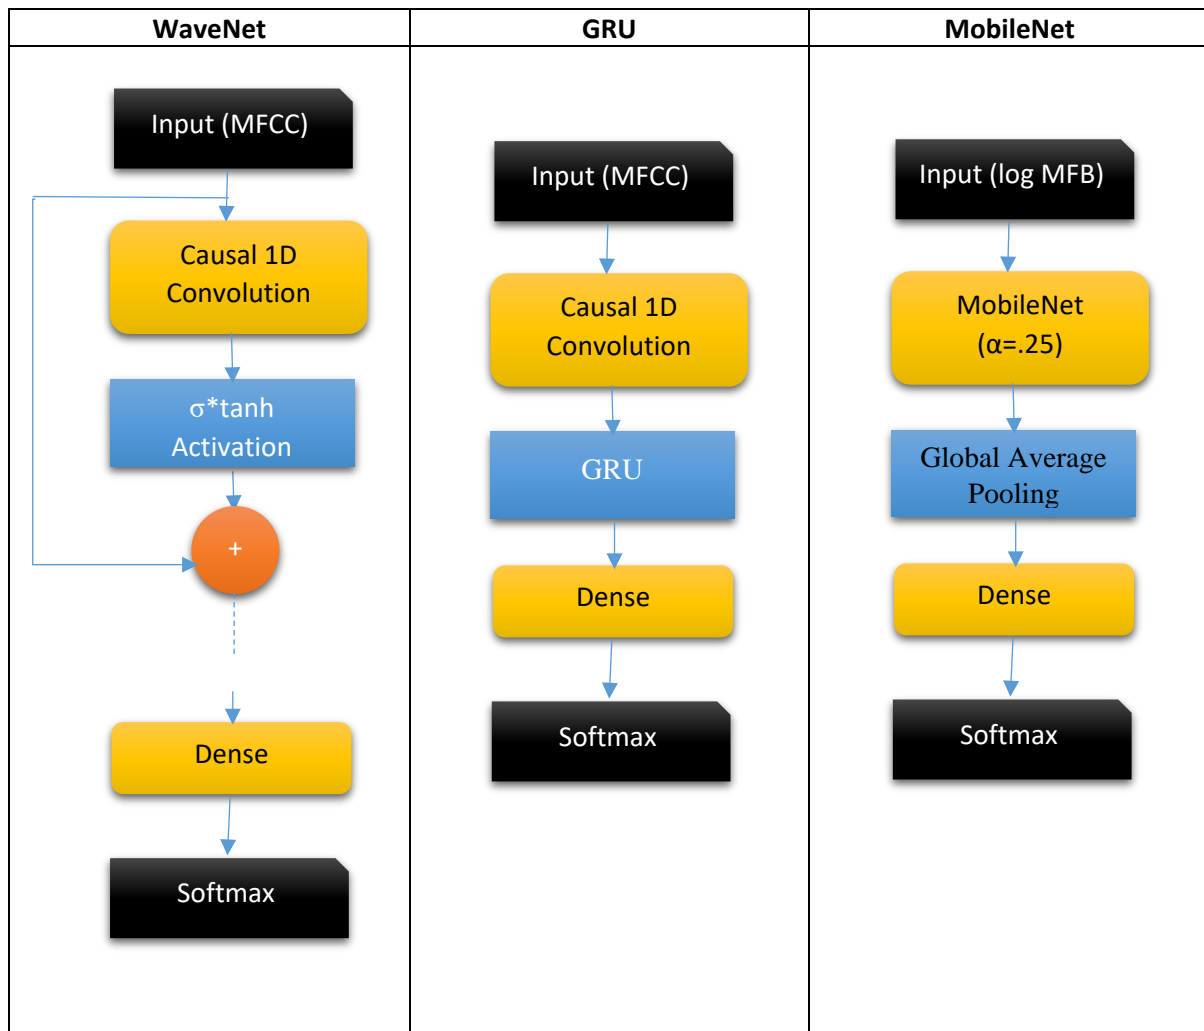 WaveNet
Input (MFCC)
Causal 1D
Convolution
σ*tanh
Activation
+
Dense
Softmax
GRU
Input (MFCC)
Causal 1D
Convolution
GRU
Dense
Softmax
MobileNet
Input (log MFB)
MobileNet
(α=.25)
Global Average
Pooling
Dense
Softmax